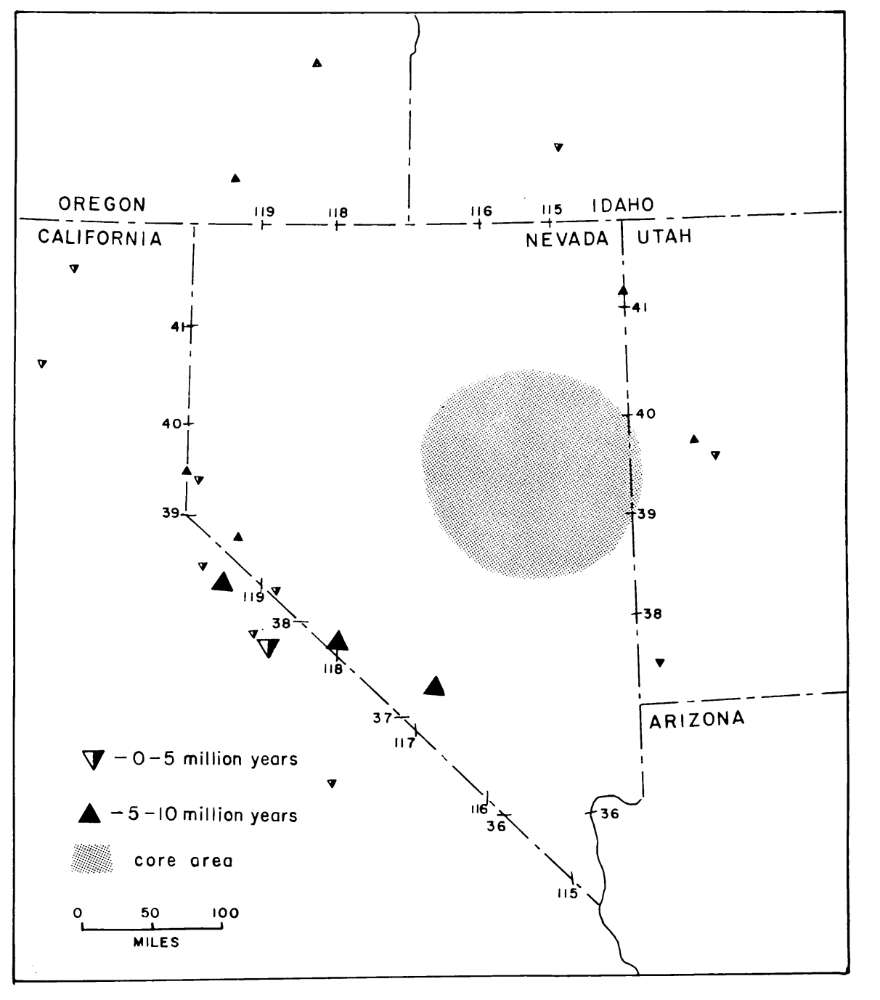 OREGON
119
118
116
115
IDAHO
CALIFORNIA
NEVADA
UTAH
41
41
40
40
39
39
119
38
38
118
37
117
ARIZONA
–0–5 million years
116
36
36
–5–10 million years
core area
115
0 50 100
MILES